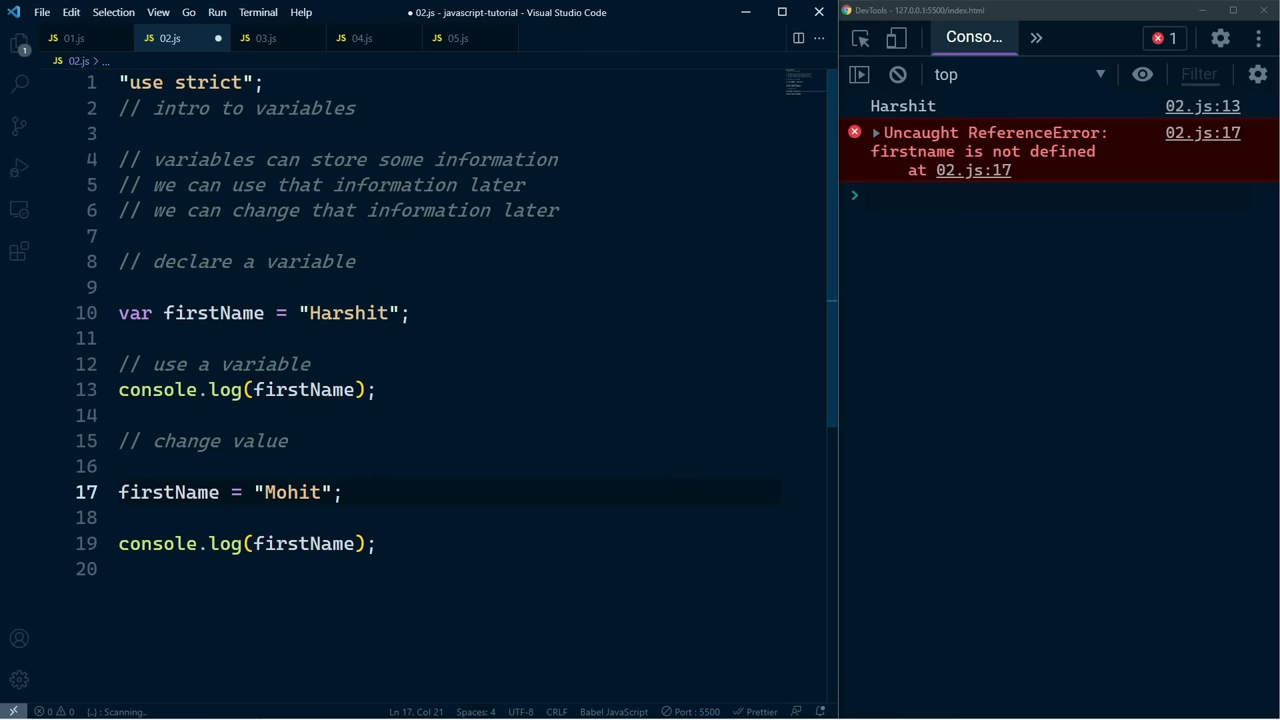 File Edit Selection View Go Run Terminal Help
● 02.js - javascript-tutorial - Visual Studio Code
JS 01.js
JS 02.js ●
JS 03.js
JS 04.js
JS 05.js
JS 02.js > ...
1 "use strict";
2 // intro to variables
3
4 // variables can store some information
5 // we can use that information later
6 // we can change that information later
7
8 // declare a variable
9
10 var firstName = "Harshit";
11
12 // use a variable
13 console.log(firstName);
14
15 // change value
16
17 firstName = "Mohit";
18
19 console.log(firstName);
20
1
0 0 {..} : Scanning..
Ln 17, Col 21 Spaces: 4 UTF-8 CRLF Babel JavaScript Port : 5500 Prettier
DevTools - 127.0.0.1:5500/index.html
Conso... » 1
top Filter
Harshit 02.js:13
Uncaught ReferenceError: 02.js:17
firstname is not defined
at 02.js:17
>